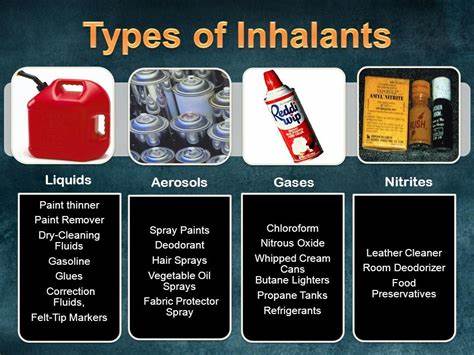 Types of Inhalants
Reddi
wip
AMYL NITRITE
RUSH
Liquids
Aerosols
Gases
Nitrites
Paint thinner
Paint Remover
Dry-Cleaning
Fluids
Gasoline
Glues
Correction
Fluids,
Felt-Tip Markers
Spray Paints
Deodorant
Hair Sprays
Vegetable Oil
Sprays
Fabric Protector
Spray
Chloroform
Nitrous Oxide
Whipped Cream
Cans
Butane Lighters
Propane Tanks
Refrigerants
Leather Cleaner
Room Deodorizer
Food
Preservatives